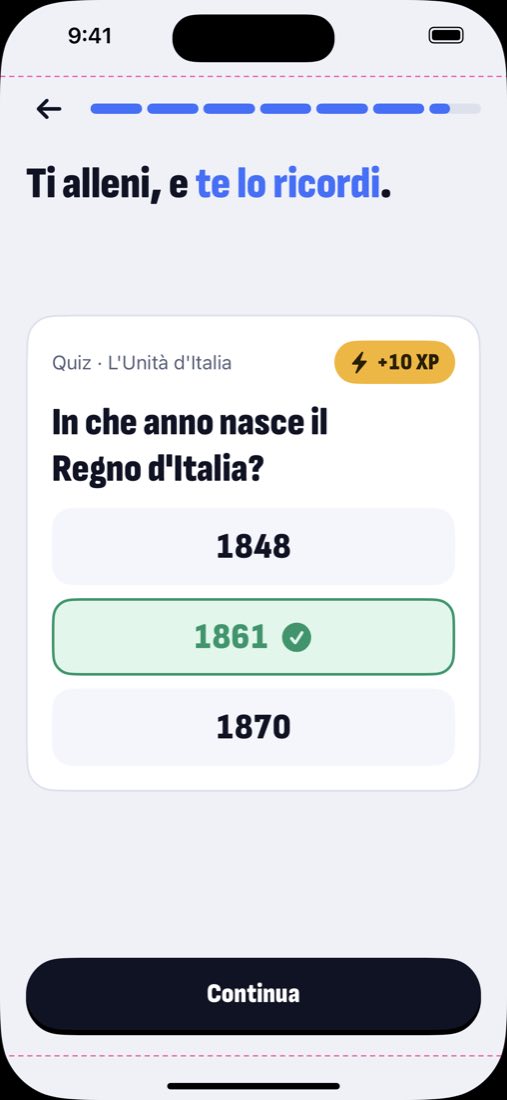 9:41
Ti alleni, e te lo ricordi.
Quiz · L'Unità d'Italia
+10 XP
In che anno nasce il
Regno d'Italia?
1848
1861
1870
Continua